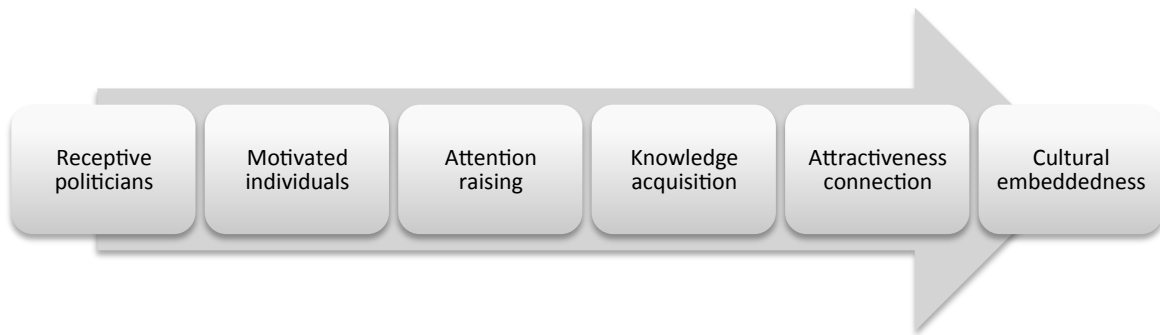 Receptive
politicians
Motivated
individuals
Attention
raising
Knowledge
acquisition
Attractiveness
connection
Cultural
embeddedness